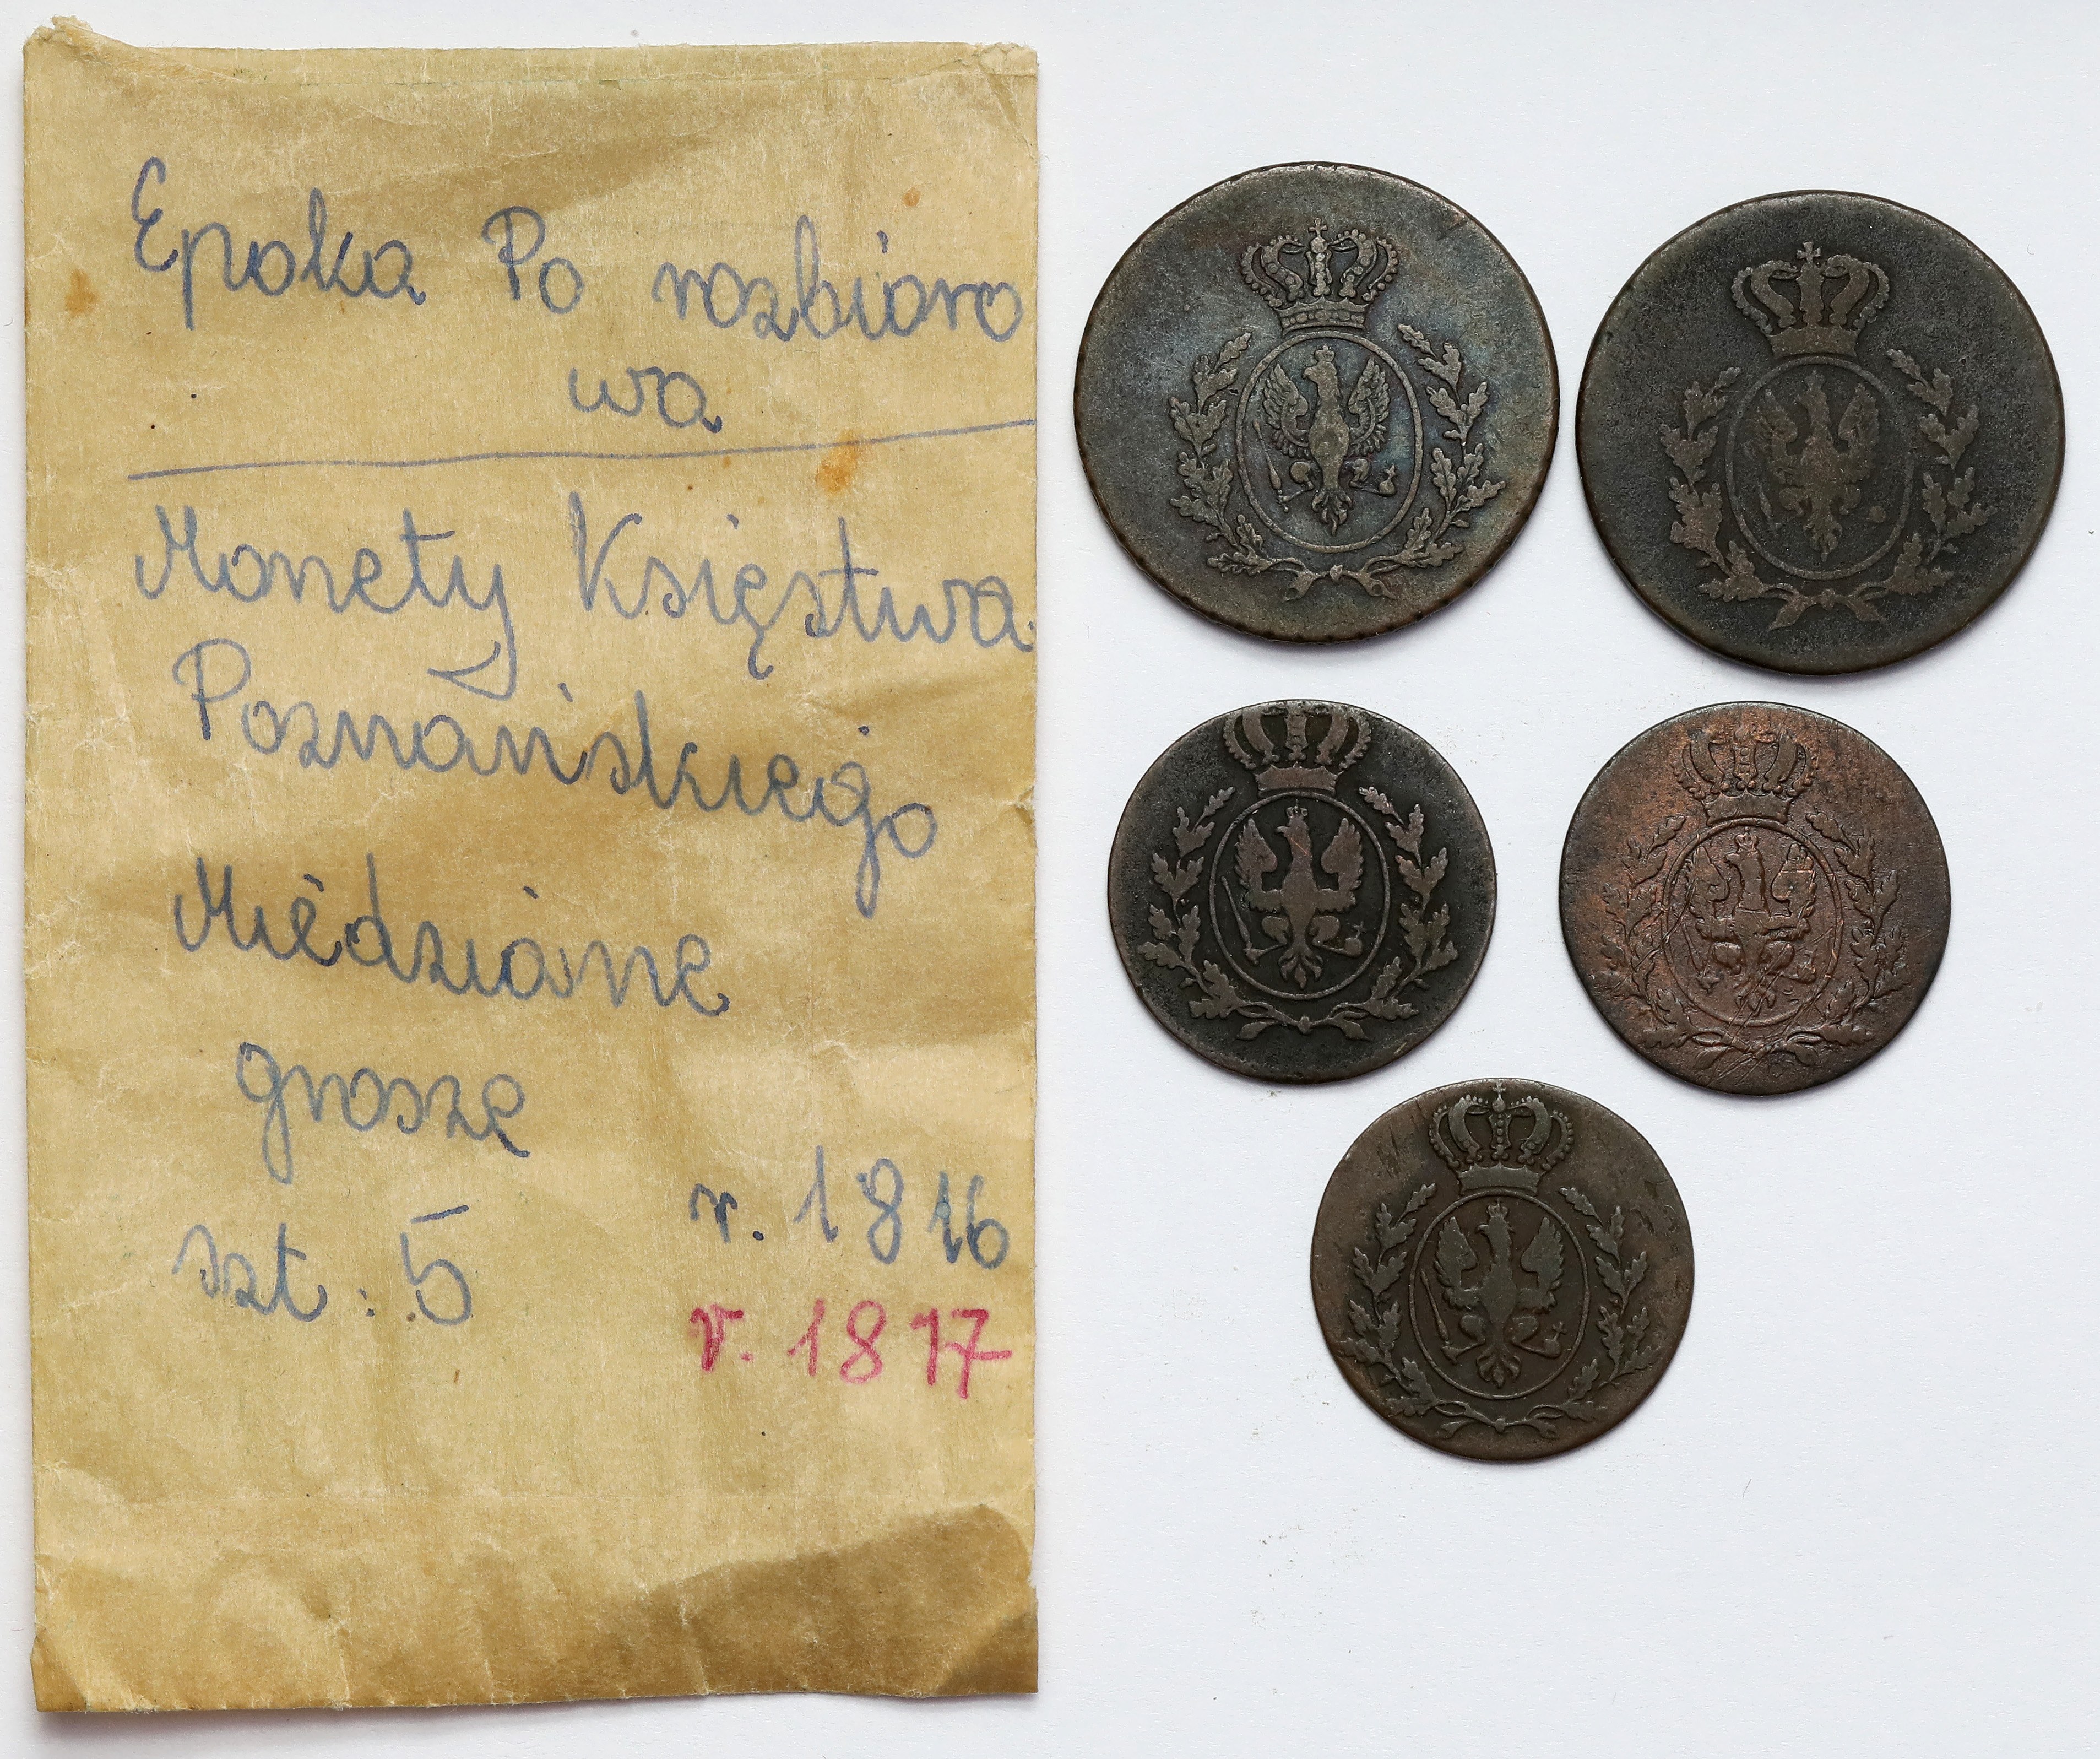 Epoka Po rozbioro
wa
Monety Księstwa
Poznańskiego
Miedziane
grosze
szt: 5 r. 1816
r. 1817